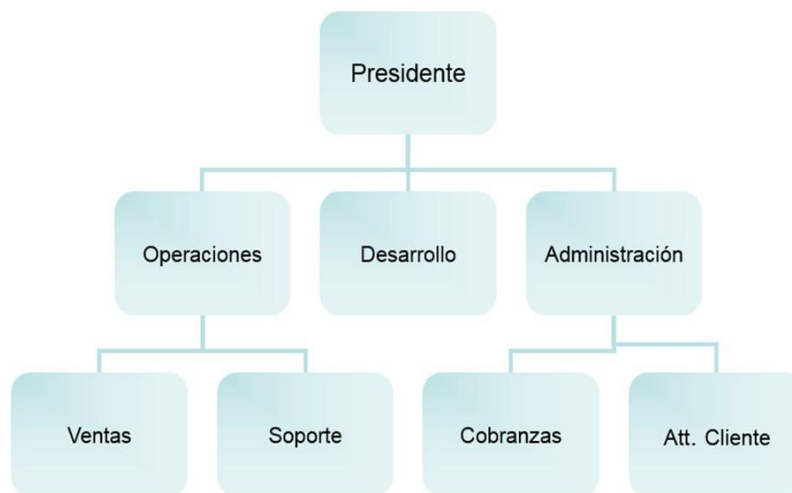 Presidente
Operaciones
Desarrollo
Administración
Ventas
Soporte
Cobranzas
Att. Cliente